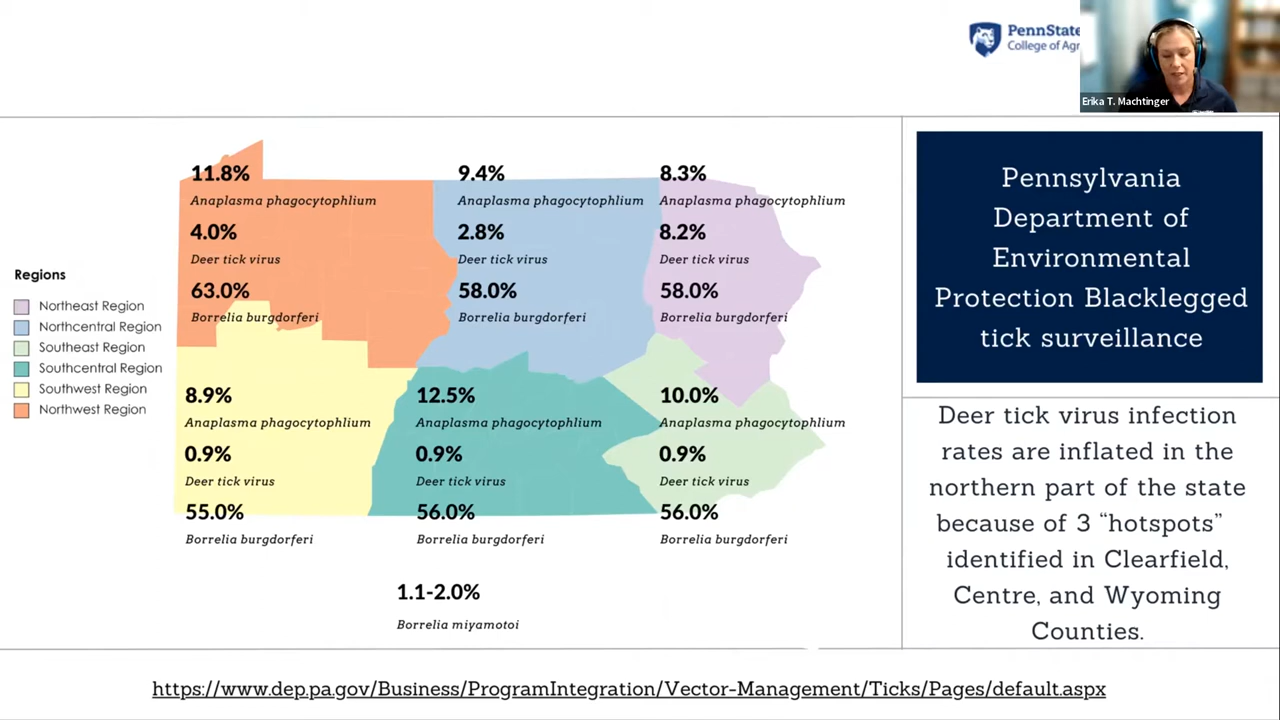 PennState
College of Agr
Erika T. Machtinger
Pennsylvania
Department of
Environmental
Protection Blacklegged
tick surveillance
11.8%
Anaplasma phagocytophlium
4.0%
Deer tick virus
63.0%
Borrelia burgdorferi
9.4%
Anaplasma phagocytophlium
2.8%
Deer tick virus
58.0%
Borrelia burgdorferi
8.3%
Anaplasma phagocytophlium
8.2%
Deer tick virus
58.0%
Borrelia burgdorferi
Regions
Northeast Region
Northcentral Region
Southeast Region
Southcentral Region
Southwest Region
Northwest Region
8.9%
Anaplasma phagocytophlium
0.9%
Deer tick virus
55.0%
Borrelia burgdorferi
12.5%
Anaplasma phagocytophlium
0.9%
Deer tick virus
56.0%
Borrelia burgdorferi
10.0%
Anaplasma phagocytophlium
0.9%
Deer tick virus
56.0%
Borrelia burgdorferi
1.1-2.0%
Borrelia miyamotoi
Deer tick virus infection
rates are inflated in the
northern part of the state
because of 3 “hotspots”
identified in Clearfield,
Centre, and Wyoming
Counties.
https://www.dep.pa.gov/Business/ProgramIntegration/Vector-Management/Ticks/Pages/default.aspx